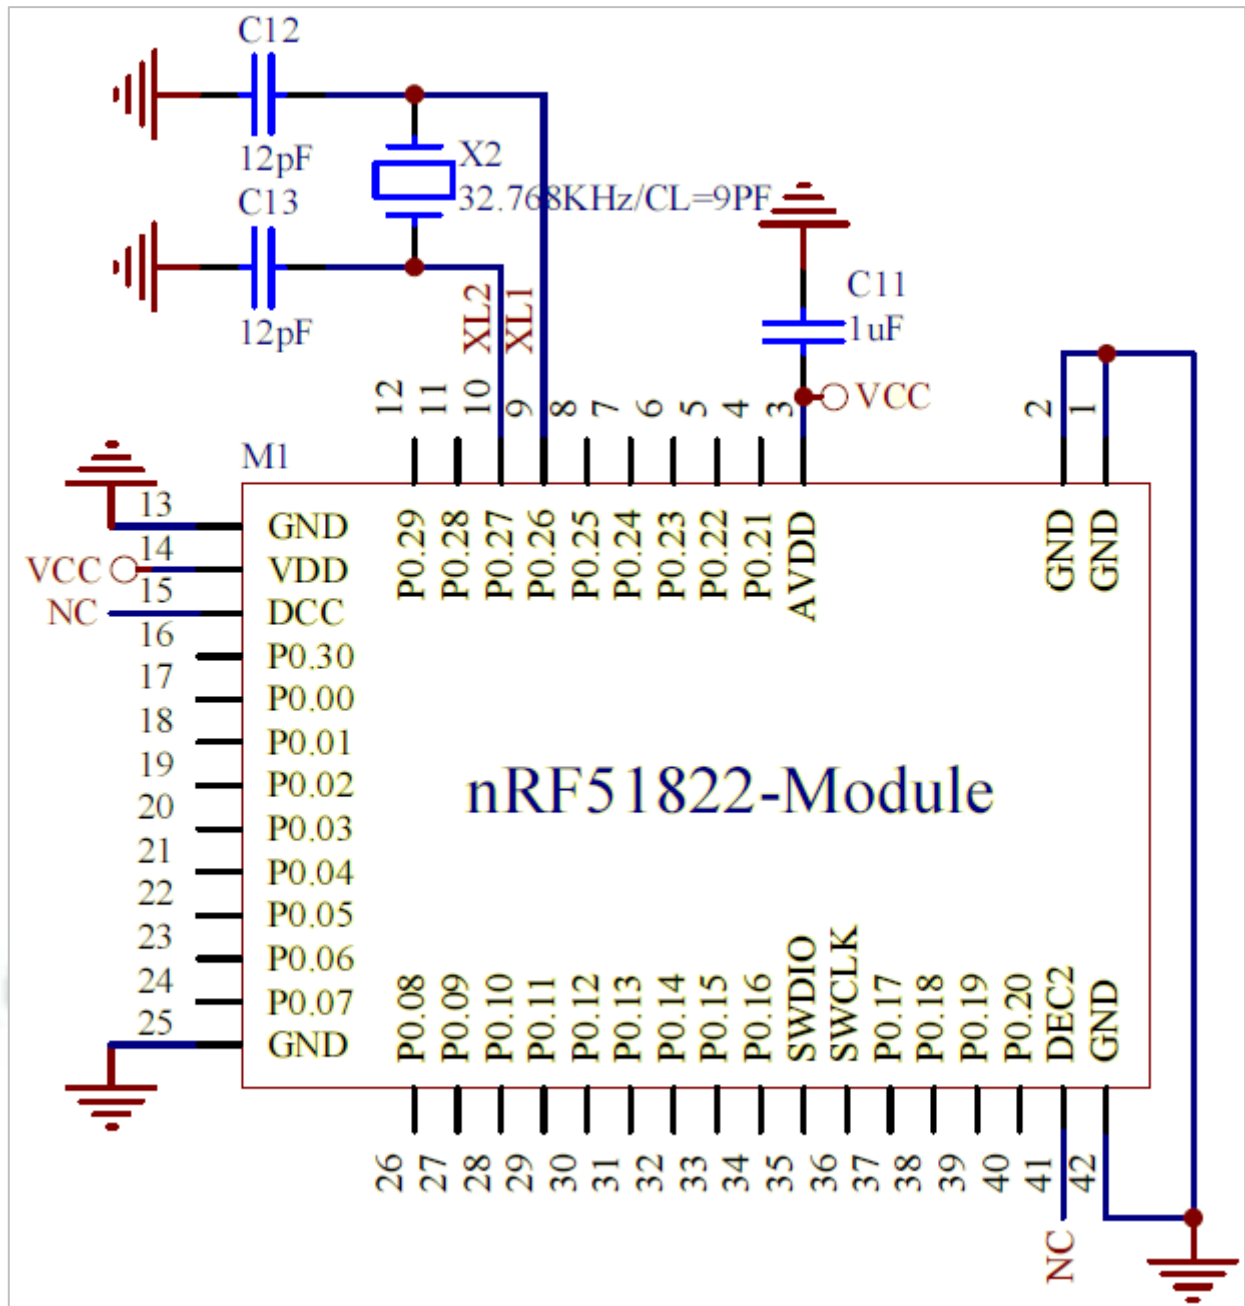 C12
12pF
X2
32.768KHz/CL=9PF
C13
12pF
XL2
XL1
C11
1uF
VCC
12
11
10
9
8
7
6
5
4
3
2
1
M1
P0.29
P0.28
P0.27
P0.26
P0.25
P0.24
P0.23
P0.22
P0.21
AVDD
GND
GND
13
GND
VCC
14
VDD
NC
15
DCC
16
P0.30
17
P0.00
18
P0.01
19
P0.02
20
P0.03
21
P0.04
22
P0.05
23
P0.06
24
P0.07
25
GND
nRF51822-Module
P0.08
P0.09
P0.10
P0.11
P0.12
P0.13
P0.14
P0.15
P0.16
SWDIO
SWCLK
P0.17
P0.18
P0.19
P0.20
DEC2
GND
26
27
28
29
30
31
32
33
34
35
36
37
38
39
40
41
42
NC